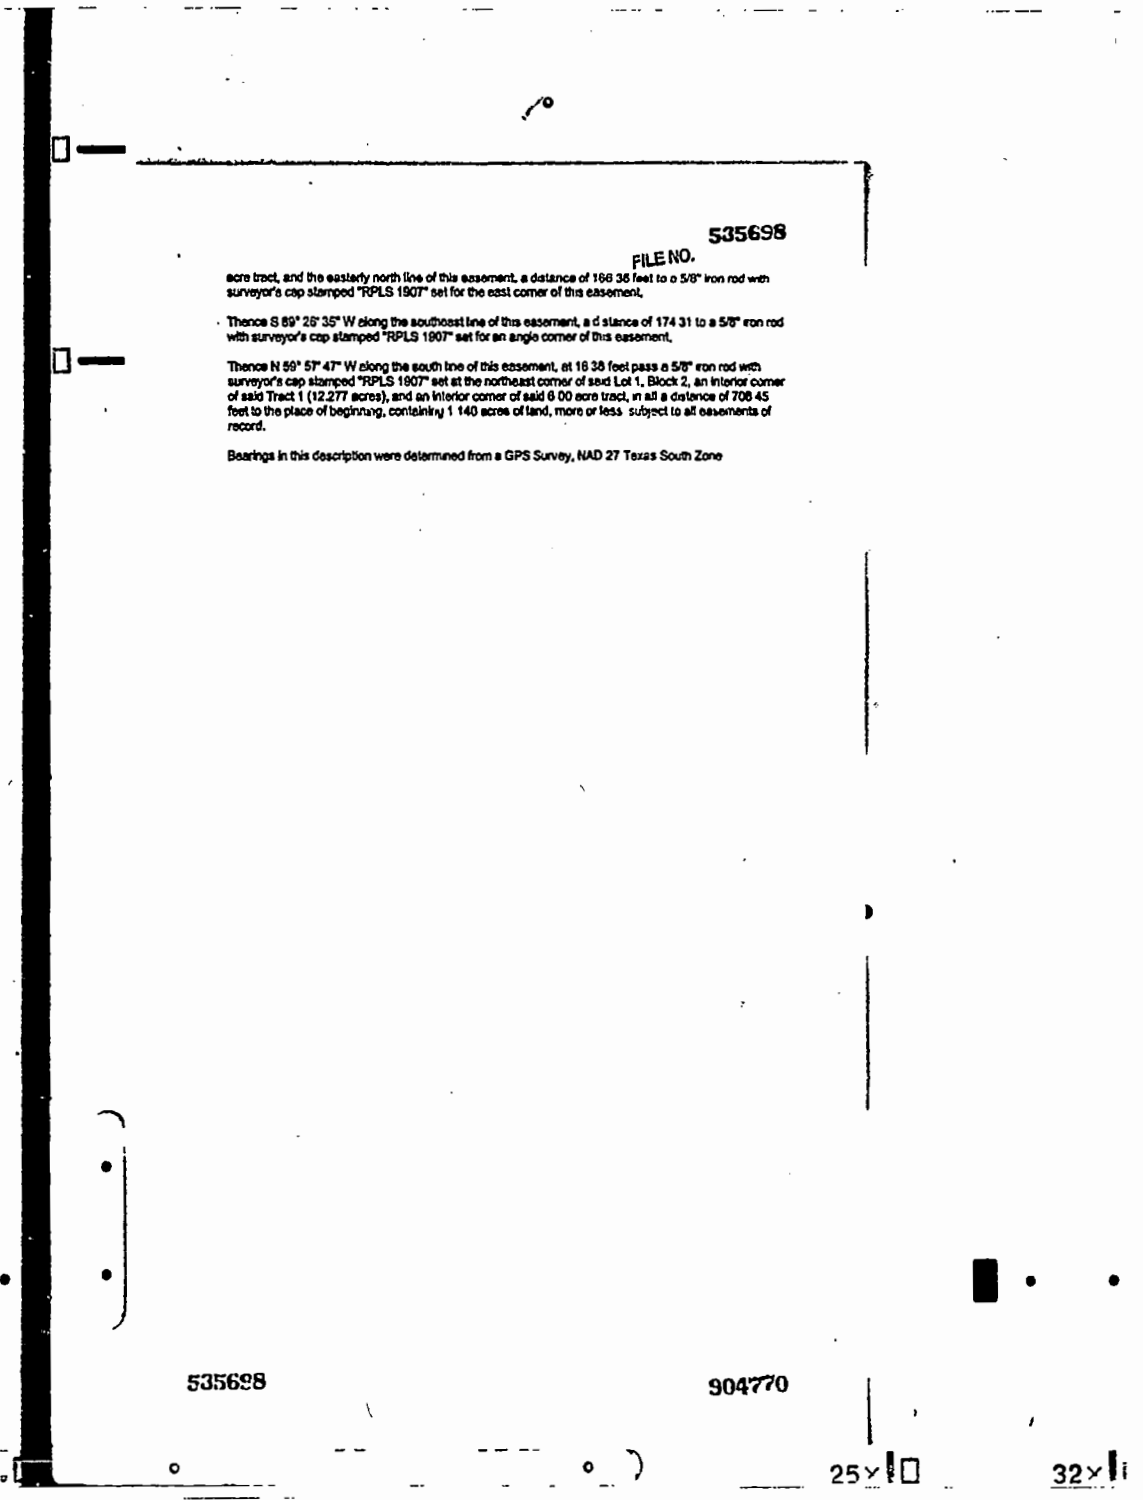 535698
FILE NO.
acre tract, and the easterly north line of this easement, a distance of 166 36 feet to a 5/8" iron rod with
surveyor's cap stamped "RPLS 1907" set for the east corner of this easement,
Thence S 89° 26' 35" W along the southeast line of this easement, a d stance of 174 31 to a 5/8" iron rod
with surveyor's cap stamped "RPLS 1907" set for an angle corner of this easement,
Thence N 59° 57' 47" W along the south line of this easement, at 16 38 feet pass a 5/8" iron rod with
surveyor's cap stamped "RPLS 1907" set at the northeast corner of said Lot 1, Block 2, an interior corner
of said Tract 1 (12.277 acres), and an interior corner of said 6 00 acre tract, in all a distance of 708 45
feet to the place of beginning, containing 1 140 acres of land, more or less subject to all easements of
record.
Bearings in this description were determined from a GPS Survey, NAD 27 Texas South Zone
535698
904770
25×
32×